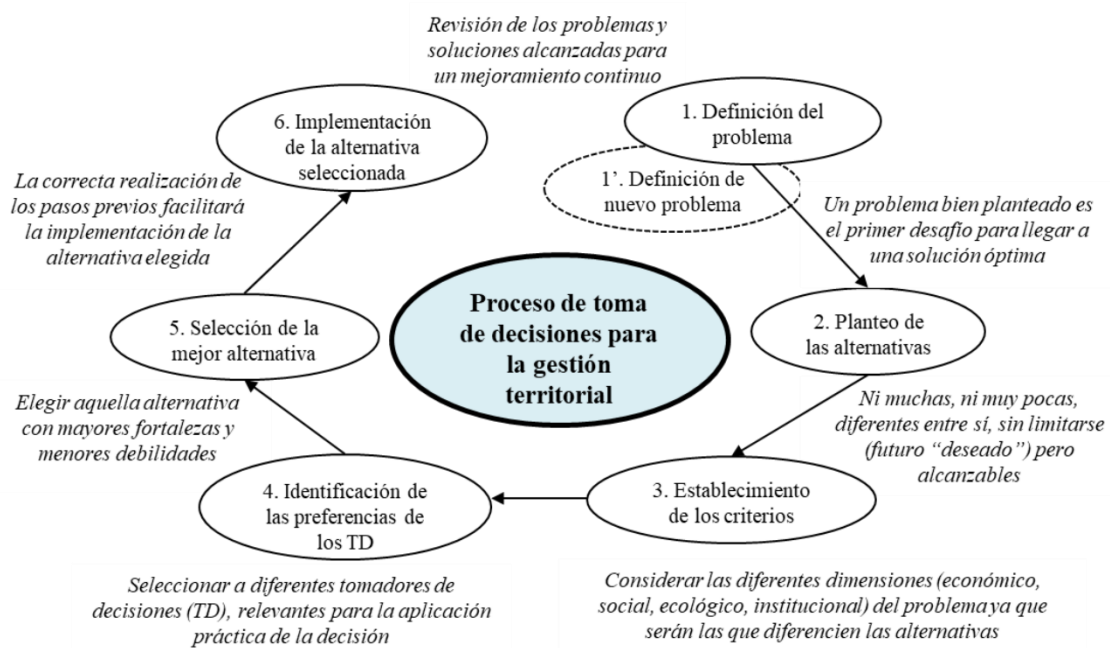 Revisión de los problemas y
soluciones alcanzadas para
un mejoramiento continuo
1. Definición del
problema
1’. Definición de
nuevo problema
Un problema bien planteado es
el primer desafío para llegar a
una solución óptima
2. Planteo de
las alternativas
Ni muchas, ni muy pocas,
diferentes entre sí, sin limitarse
(futuro “deseado”) pero
alcanzables
3. Establecimiento
de los criterios
Considerar las diferentes dimensiones (económico,
social, ecológico, institucional) del problema ya que
serán las que diferencien las alternativas
4. Identificación de
las preferencias de
los TD
Seleccionar a diferentes tomadores de
decisiones (TD), relevantes para la aplicación
práctica de la decisión
5. Selección de la
mejor alternativa
Elegir aquella alternativa
con mayores fortalezas y
menores debilidades
6. Implementación
de la alternativa
seleccionada
La correcta realización de
los pasos previos facilitará
la implementación de la
alternativa elegida
Proceso de toma
de decisiones para
la gestión
territorial